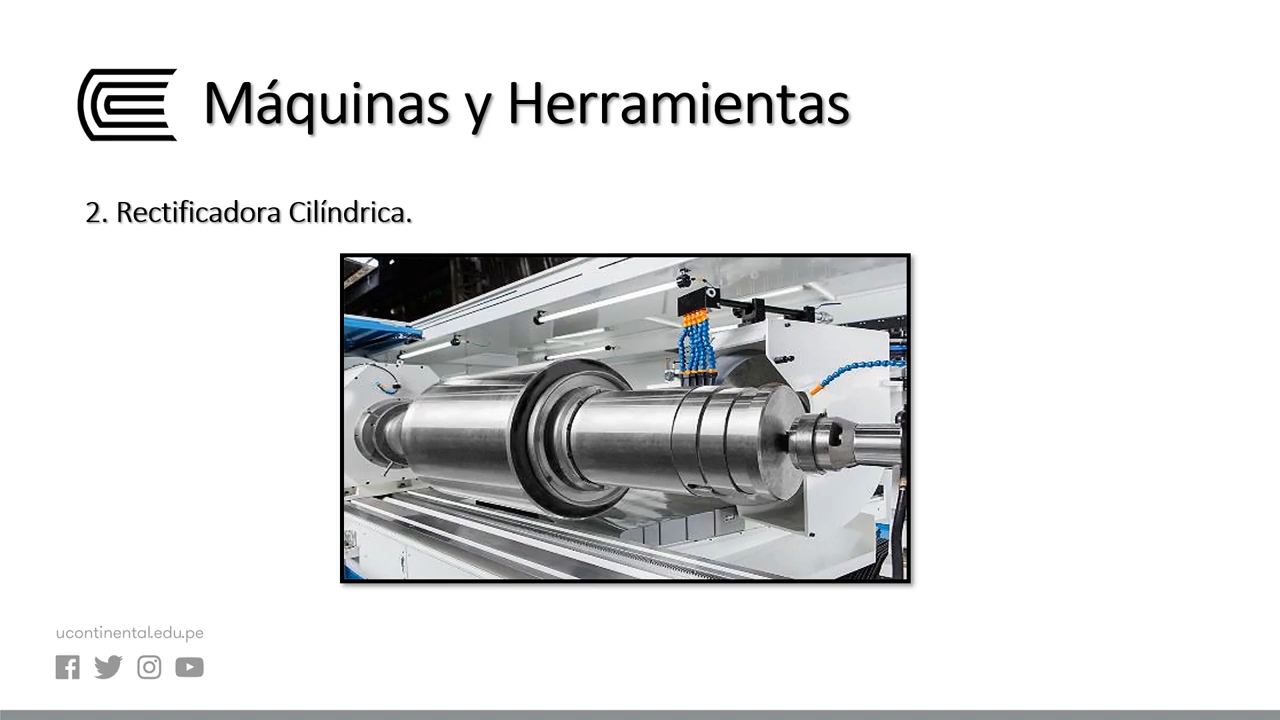 Máquinas y Herramientas
2. Rectificadora Cilíndrica.
ucontinental.edu.pe